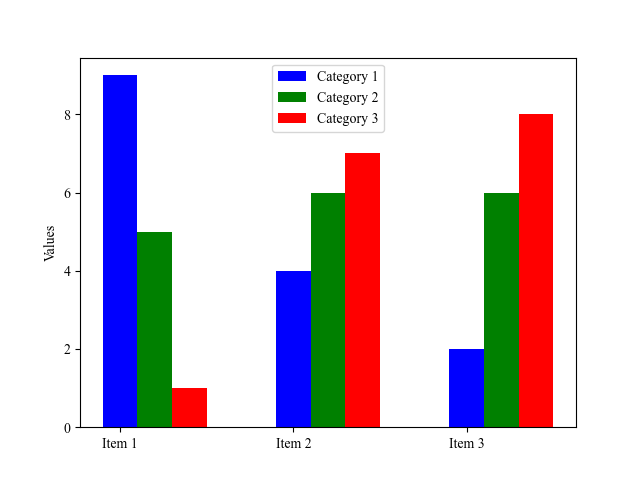 Category 1
Category 2
Category 3
8
6
4
2
0
Values
Item 1 Item 2 Item 3